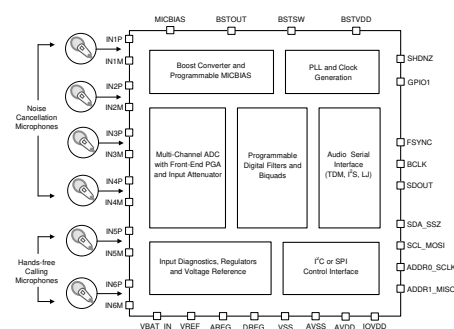 MICBIAS
BSTOUT
BSTSW
BSTVDD
IN1P
IN1M
IN2P
IN2M
IN3P
IN3M
IN4P
IN4M
IN5P
IN5M
IN6P
IN6M
Noise
Cancellation
Microphones
Hands-free
Calling
Microphones
Boost Converter and
Programmable MICBIAS
PLL and Clock
Generation
Multi-Channel ADC
with Front-End PGA
and Input Attenuator
Programmable
Digital Filters and
Biquads
Audio Serial
Interface
(TDM, I²S, LJ)
Input Diagnostics, Regulators
and Voltage Reference
I²C or SPI
Control Interface
SHDNZ
GPIO1
FSYNC
BCLK
SDOUT
SDA_SSZ
SCL_MOSI
ADDR0_SCLK
ADDR1_MISO
VBAT_IN
VREF
AREG
DREG
VSS
AVSS
AVDD
IOVDD